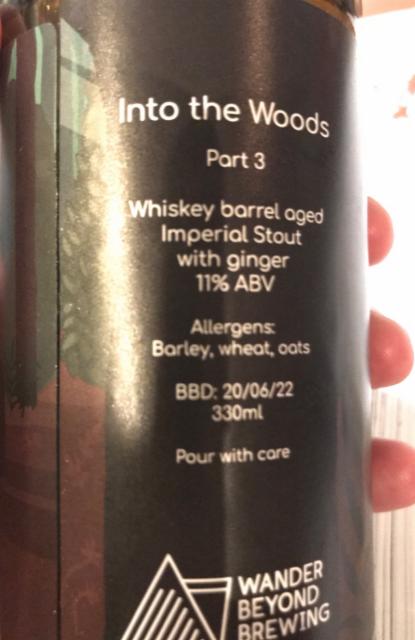 Into the Woods
Part 3
Whiskey barrel aged
Imperial Stout
with ginger
11% ABV
Allergens:
Barley, wheat, oats
BBD: 20/06/22
330ml
Pour with care
WANDER
BEYOND
BREWING